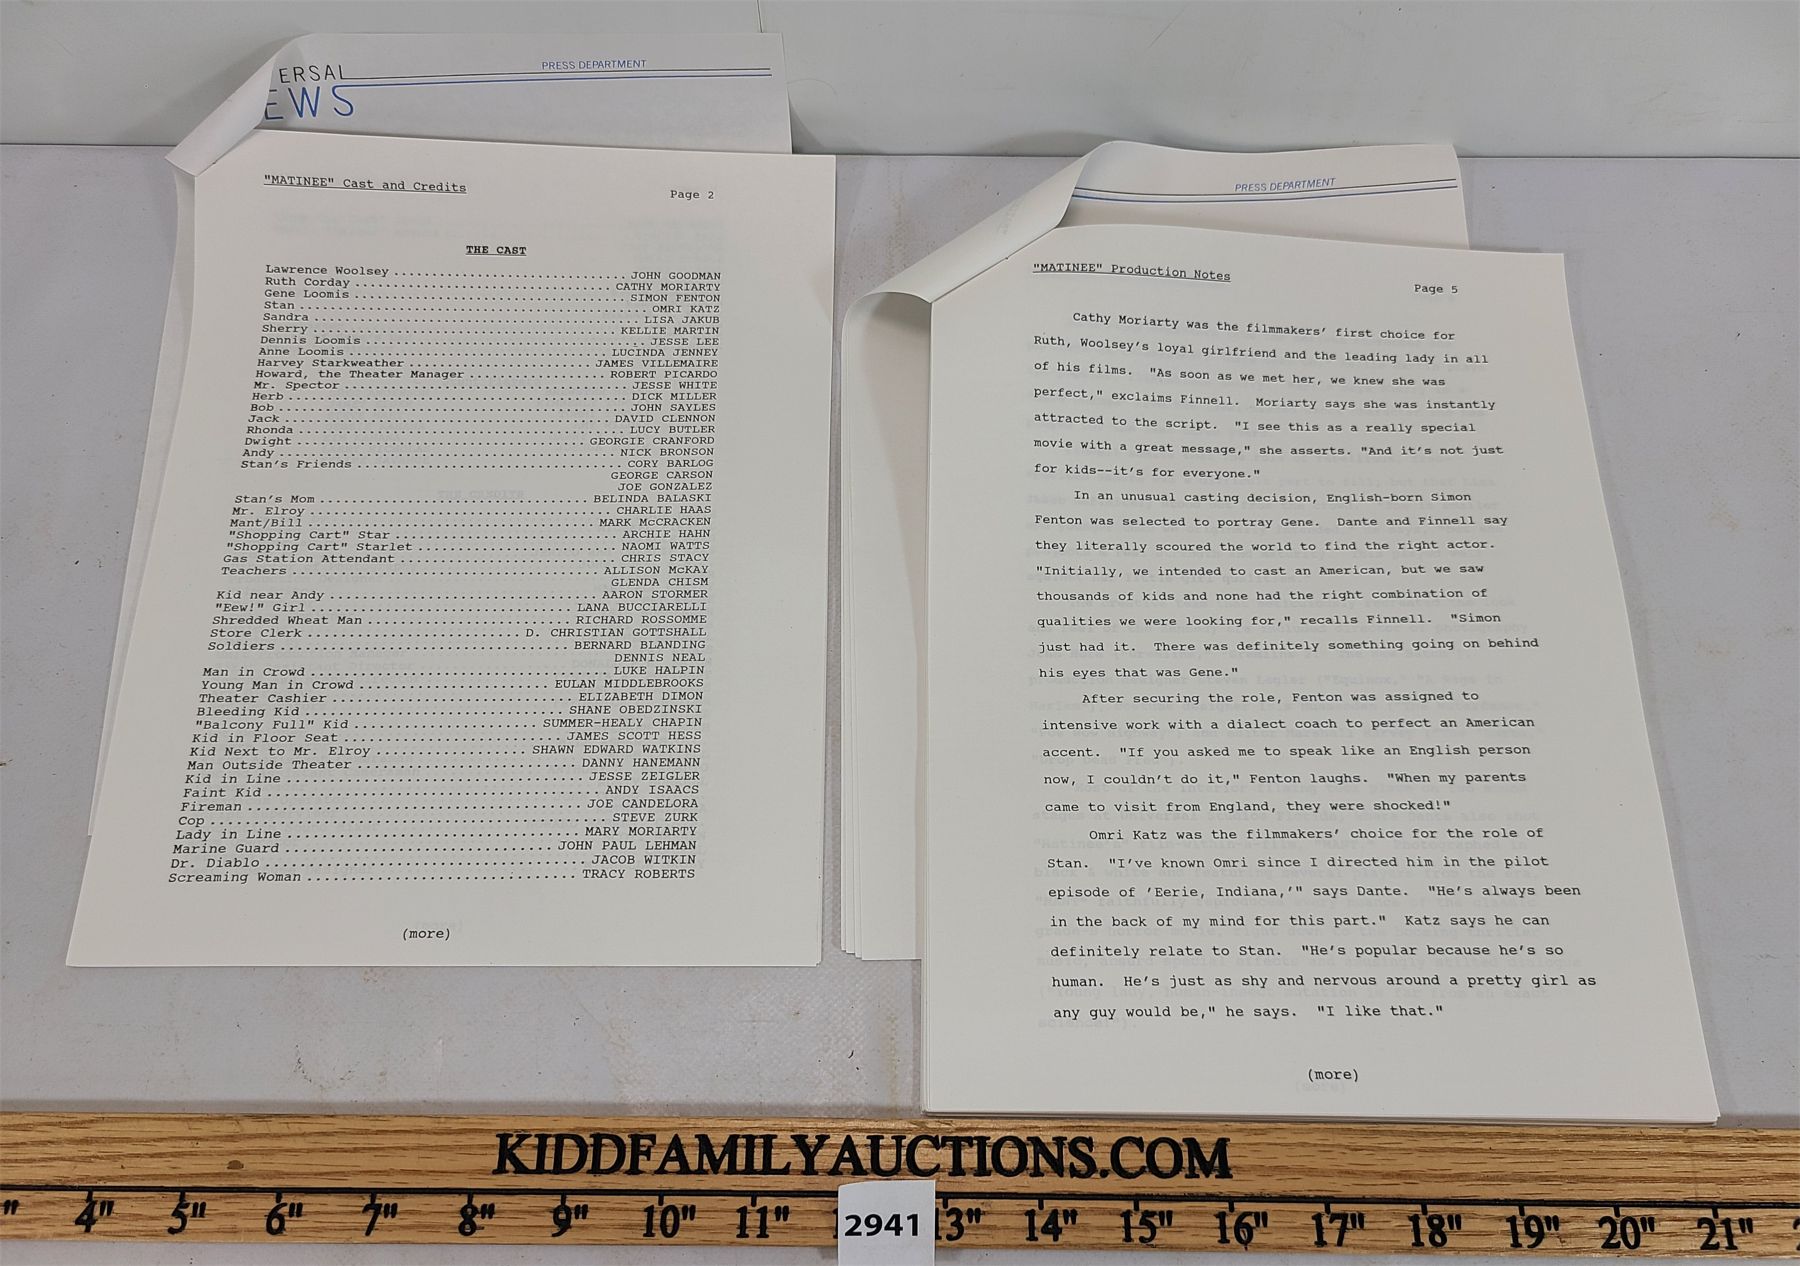 ERSAL
EWS
PRESS DEPARTMENT
"MATINEE" Cast and Credits
Page 2
THE CAST
Lawrence Woolsey ............................. JOHN GOODMAN
Ruth Corday ................................ CATHY MORIARTY
Gene Loomis .................................. SIMON FENTON
Stan ............................................ OMRI KATZ
Sandra ......................................... LISA JAKUB
Sherry ...................................... KELLIE MARTIN
Dennis Loomis .................................... JESSE LEE
Anne Loomis ................................. LUCINDA JENNEY
Harvey Starkweather ....................... JAMES VILLEMAIRE
Howard, the Theater Manager ................. ROBERT PICARDO
Mr. Spector .................................... JESSE WHITE
Herb ........................................... DICK MILLER
Bob ............................................ JOHN SAYLES
Jack ......................................... DAVID CLENNON
Rhonda ......................................... LUCY BUTLER
Dwight ................................... GEORGIE CRANFORD
Andy .......................................... NICK BRONSON
Stan's Friends ................................. CORY BARLOG
GEORGE CARSON
JOE GONZALEZ
Stan's Mom ................................. BELINDA BALASKI
Mr. Elroy ..................................... CHARLIE HAAS
Mant/Bill ................................... MARK McCRACKEN
"Shopping Cart" Star ............................ ARCHIE HAHN
"Shopping Cart" Starlet ......................... NAOMI WATTS
Gas Station Attendant ........................... CHRIS STACY
Teachers ...................................... ALLISON McKAY
GLENDA CHISM
Kid near Andy ................................. AARON STORMER
"Eew!" Girl ................................. LANA BUCCIARELLI
Shredded Wheat Man .......................... RICHARD ROSSOMME
Store Clerk ........................... D. CHRISTIAN GOTTSHALL
Soldiers .................................... BERNARD BLANDING
DENNIS NEAL
Man in Crowd .................................... LUKE HALPIN
Young Man in Crowd ....................... EULAN MIDDLEBROOKS
Theater Cashier ............................. ELIZABETH DIMON
Bleeding Kid ................................ SHANE OBEDZINSKI
"Balcony Full" Kid ....................... SUMMER-HEALY CHAPIN
Kid in Floor Seat ............................ JAMES SCOTT HESS
Kid Next to Mr. Elroy ................ SHAWN EDWARD WATKINS
Man Outside Theater ............................ DANNY HANEMANN
Kid in Line ..................................... JESSE ZEIGLER
Faint Kid ......................................... ANDY ISAACS
Fireman ........................................ JOE CANDELORA
Cop ................................................ STEVE ZURK
Lady in Line .................................... MARY MORIARTY
Marine Guard ................................. JOHN PAUL LEHMAN
Dr. Diablo ........................................ JACOB WITKIN
Screaming Woman .................................. TRACY ROBERTS
(more)
PRESS DEPARTMENT
"MATINEE" Production Notes
Page 5
Cathy Moriarty was the filmmakers' first choice for
Ruth, Woolsey's loyal girlfriend and the leading lady in all
of his films. "As soon as we met her, we knew she was
perfect," exclaims Finnell. Moriarty says she was instantly
attracted to the script. "I see this as a really special
movie with a great message," she asserts. "And it's not just
for kids--it's for everyone."
In an unusual casting decision, English-born Simon
Fenton was selected to portray Gene. Dante and Finnell say
they literally scoured the world to find the right actor.
"Initially, we intended to cast an American, but we saw
thousands of kids and none had the right combination of
qualities we were looking for," recalls Finnell. "Simon
just had it. There was definitely something going on behind
his eyes that was Gene."
After securing the role, Fenton was assigned to
intensive work with a dialect coach to perfect an American
accent. "If you asked me to speak like an English person
now, I couldn't do it," Fenton laughs. "When my parents
came to visit from England, they were shocked!"
Omri Katz was the filmmakers' choice for the role of
Stan. "I've known Omri since I directed him in the pilot
episode of 'Eerie, Indiana,'" says Dante. "He's always been
in the back of my mind for this part." Katz says he can
definitely relate to Stan. "He's popular because he's so
human. He's just as shy and nervous around a pretty girl as
any guy would be," he says. "I like that."
(more)
KIDDFAMILYAUCTIONS.COM
4" 5" 6" 7" 8" 9" 10" 11" 13" 14" 15" 16" 17" 18" 19" 20" 21"
2941